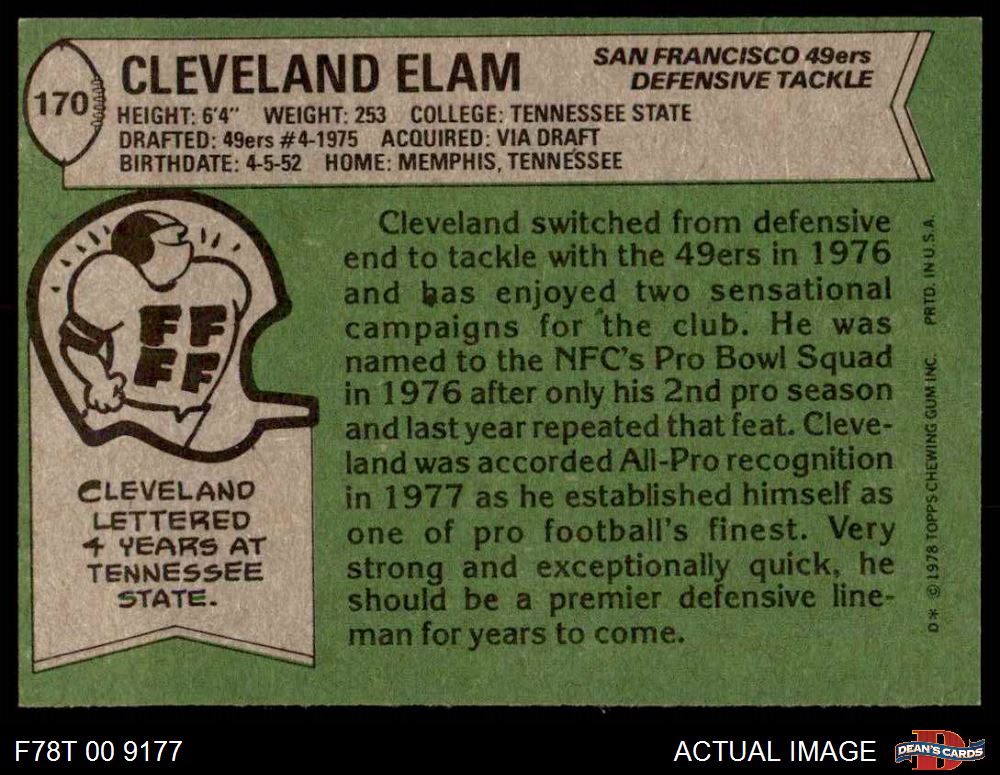 170
CLEVELAND ELAM
SAN FRANCISCO 49ers
DEFENSIVE TACKLE
HEIGHT: 6'4" WEIGHT: 253 COLLEGE: TENNESSEE STATE
DRAFTED: 49ers #4-1975 ACQUIRED: VIA DRAFT
BIRTHDATE: 4-5-52 HOME: MEMPHIS, TENNESSEE
FF
FF
CLEVELAND
LETTERED
4 YEARS AT
TENNESSEE
STATE.
Cleveland switched from defensive
end to tackle with the 49ers in 1976
and has enjoyed two sensational
campaigns for the club. He was
named to the NFC's Pro Bowl Squad
in 1976 after only his 2nd pro season
and last year repeated that feat. Cleve-
land was accorded All-Pro recognition
in 1977 as he established himself as
one of pro football's finest. Very
strong and exceptionally quick, he
should be a premier defensive line-
man for years to come.
D* © 1978 TOPPS CHEWING GUM INC. PRTD. IN U.S.A.
F78T 00 9177
ACTUAL IMAGE
D
DEAN'S CARDS